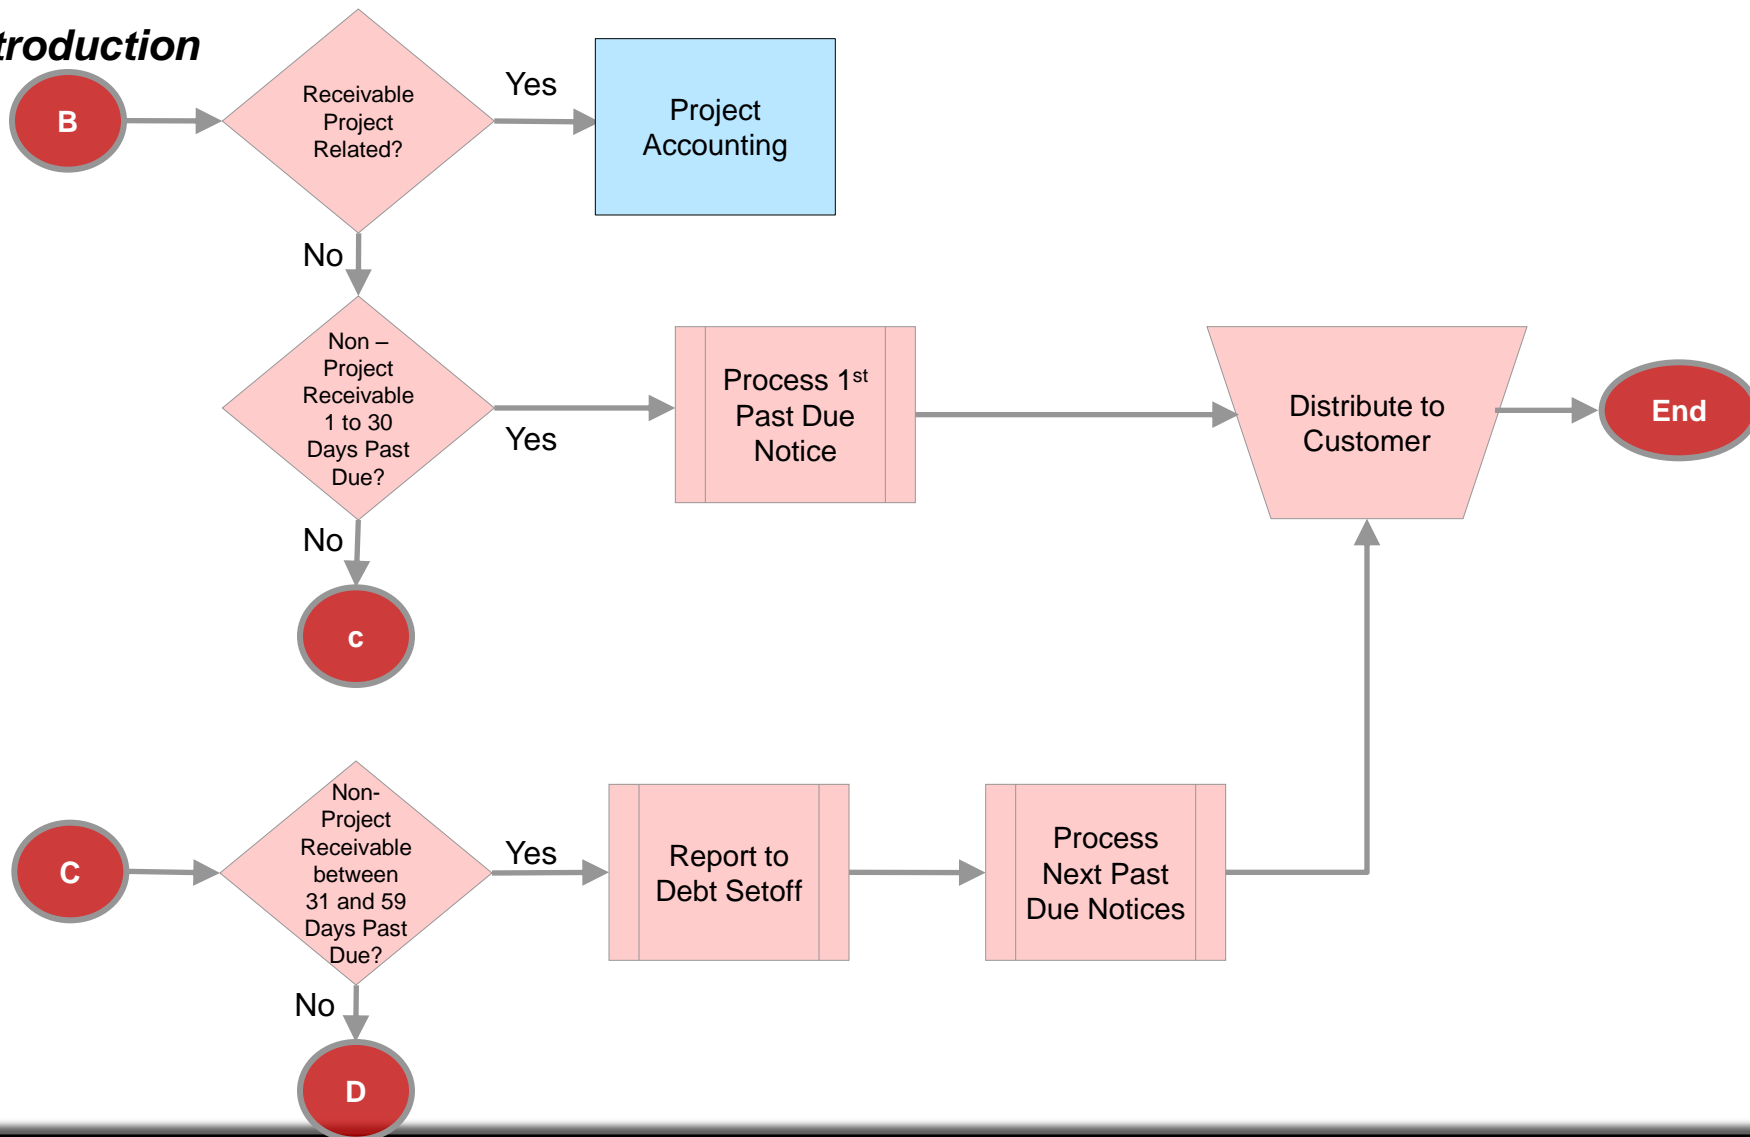 troduction
B
Receivable
Project
Related?
Yes
Project
Accounting
No
Non –
Project
Receivable
1 to 30
Days Past
Due?
Yes
Process 1st
Past Due
Notice
Distribute to
Customer
End
No
c
C
Non-
Project
Receivable
between
31 and 59
Days Past
Due?
Yes
Report to
Debt Setoff
Process
Next Past
Due Notices
No
D